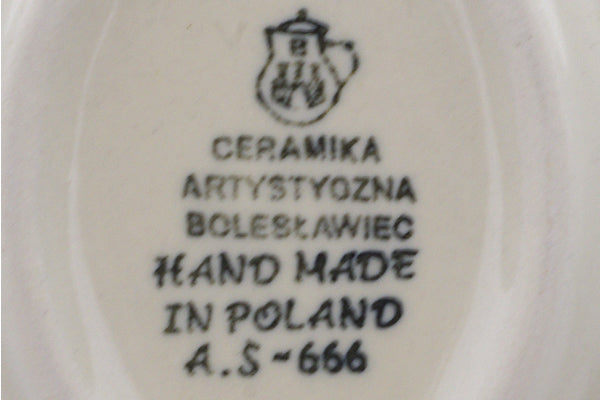 CERAMIKA
ARTYSTYCZNA
BOLESŁAWIEC
HAND MADE
IN POLAND
A.S-666